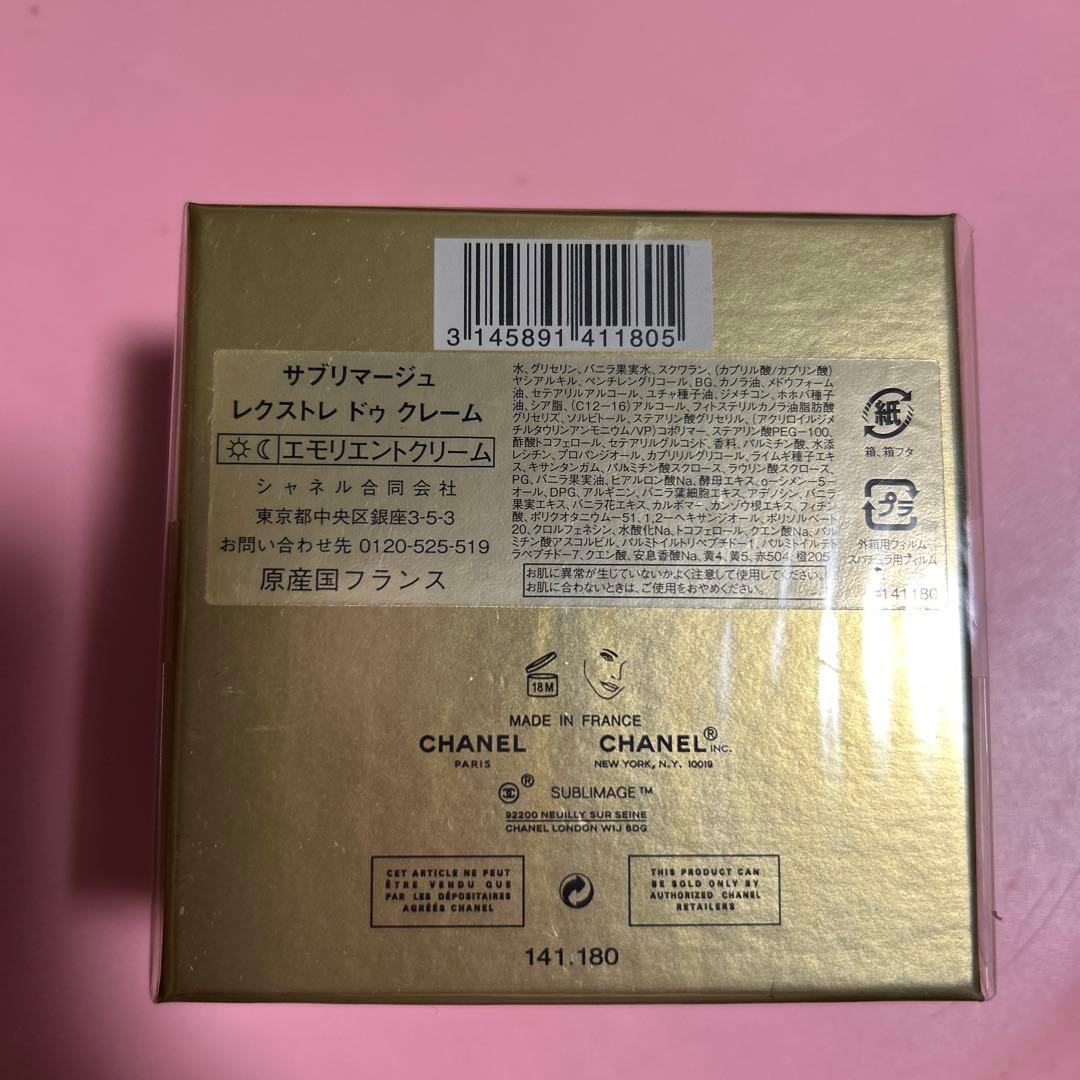 3 145891 411805
サブリマージュ
レクストレ ドゥ クレーム
エモリエントクリーム
シャネル合同会社
東京都中央区銀座3-5-3
お問い合わせ先 0120-525-519
原産国フランス
水、グリセリン、バニラ果実水、スクワラン、(カプリル酸/カプリン酸)
ヤシアルキル、ペンチレングリコール、BG、カノラ油、メドウフォーム
油、セテアリルアルコール、ユチャ種子油、ジメチコン、ホホバ種子
油、シア脂、(C12-16)アルコール、フィトステリルカノラ油脂肪酸
グリセリズ、ソルビトール、ステアリン酸グリセリル、(アクリロイルジメ
チルタウリンアンモニウム/VP)コポリマー、ステアリン酸PEG-100、
酢酸トコフェロール、セテアリルグルコシド、香料、パルミチン酸、水添
レシチン、プロパンジオール、カプリリルグリコール、ライムギ種子エキ
ス、キサンタンガム、パルミチン酸スクロース、ラウリン酸スクロース、
PG、バニラ果実油、ヒアルロン酸Na、酵母エキス、o-シメン-5-
オール、DPG、アルギニン、バニラ葉細胞エキス、アデノシン、バニラ
果実エキス、バニラ花エキス、カルボマー、カンゾウ根エキス、フィチン
酸、ポリクオタニウム-51、1,2-ヘキサンジオール、ポリソルベート
20、クロルフェネシン、水酸化Na、トコフェロール、クエン酸Na、パル
ミチン酸アスコルビル、パルミトイルトリペプチド-1、パルミトイルテト
ラペプチド-7、クエン酸、安息香酸Na、黄4、黄5、赤504、橙205
お肌に異常が生じていないかよく注意して使用してください。
お肌に合わないときは、ご使用をおやめください。
紙
箱、箱フタ
プラ
外箱用フィルム
スパチュラ用フィルム
141180
18M
MADE IN FRANCE
CHANEL CHANEL® INC.
PARIS NEW YORK, N.Y. 10019
® SUBLIMAGE™
92200 NEUILLY SUR SEINE
CHANEL LONDON W1J 6DG
CET ARTICLE NE PEUT
ÊTRE VENDU QUE
PAR LES DÉPOSITAIRES
AGRÉÉS CHANEL
THIS PRODUCT CAN
BE SOLD ONLY BY
AUTHORIZED CHANEL
RETAILERS
141.180